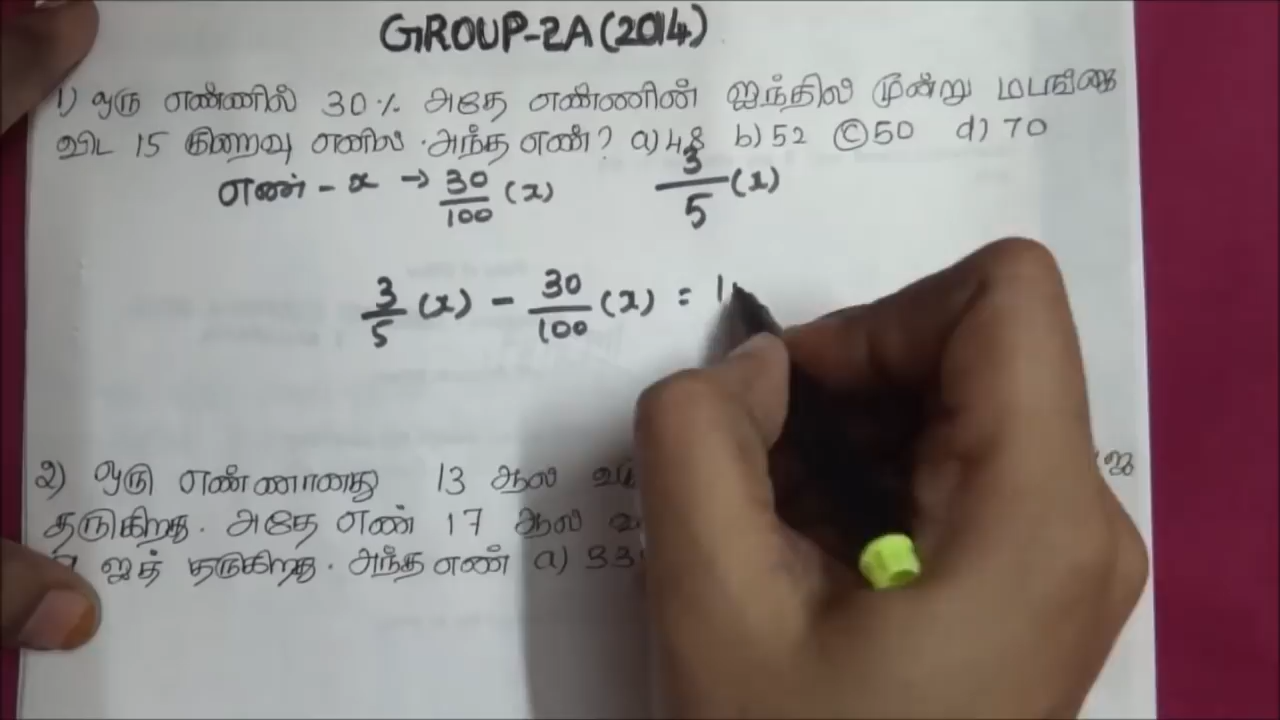 GROUP-2A (2014)
1) ஒரு எண்ணில் 30% அதே எண்ணின் ஐந்தில் மூன்று மடங்கை
விட 15 குறைவு எனில் அந்த எண்? a) 48 b) 52 c) 50 d) 70
எண் - x → 30/100 (x) 3/5 (x)
3/5 (x) - 30/100 (x) =
2) ஒரு எண்ணானது 13 ஆல்
தருகிறது. அதே எண் 17 ஆல்
ஐத் தருகிறது. அந்த எண் a)